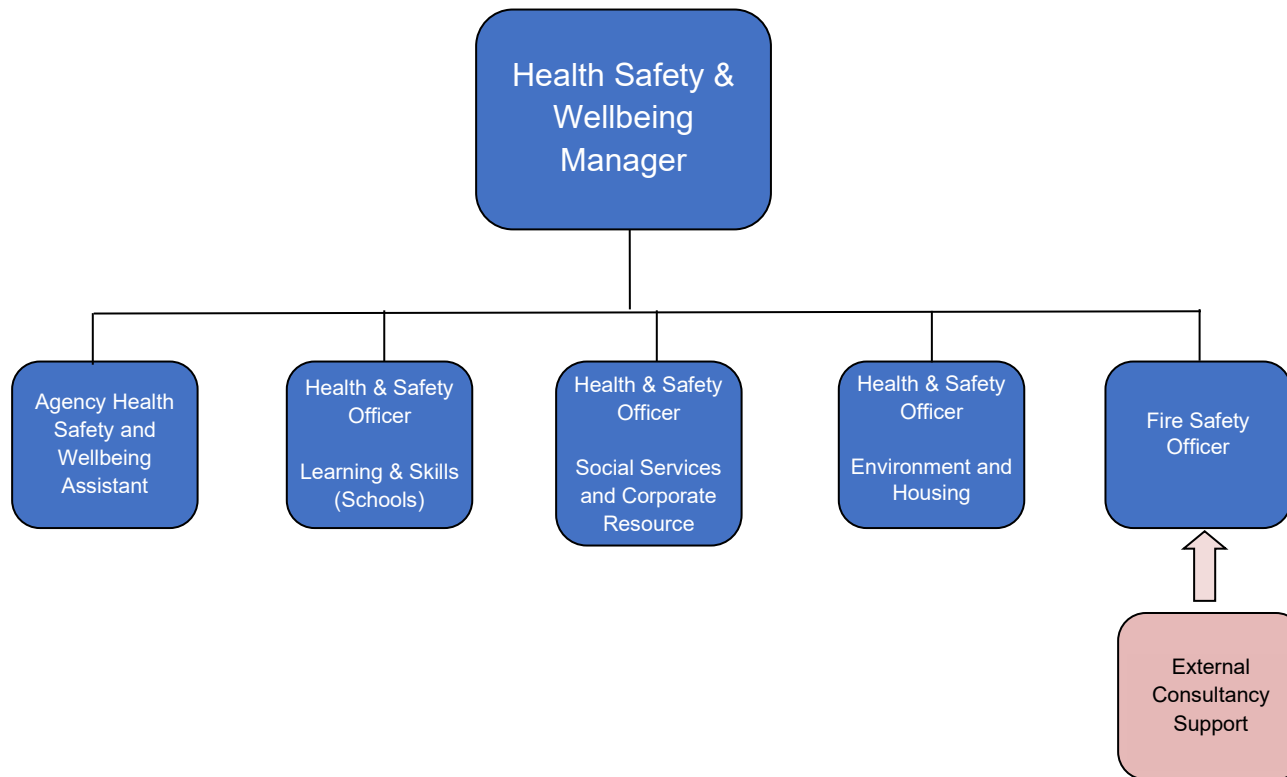 Health Safety &
Wellbeing
Manager
Agency Health
Safety and
Wellbeing
Assistant
Health & Safety
Officer
Learning & Skills
(Schools)
Health & Safety
Officer
Social Services
and Corporate
Resource
Health & Safety
Officer
Environment and
Housing
Fire Safety
Officer
External
Consultancy
Support